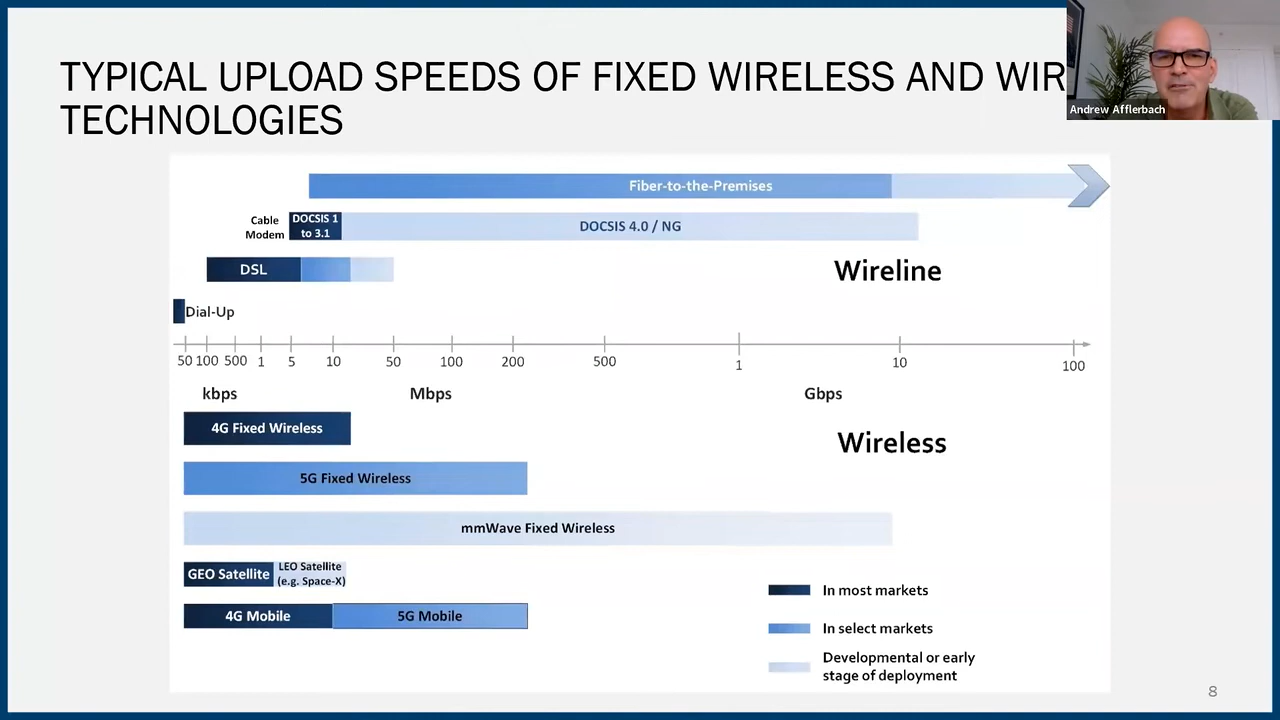 TYPICAL UPLOAD SPEEDS OF FIXED WIRELESS AND WIR
TECHNOLOGIES
Andrew Afflerbach
Fiber-to-the-Premises
Cable
Modem
DOCSIS 1
to 3.1
DOCSIS 4.0 / NG
DSL
Wireline
Dial-Up
50 100 500 1 5 10 50 100 200 500 1 10 100
kbps Mbps Gbps
4G Fixed Wireless
Wireless
5G Fixed Wireless
mmWave Fixed Wireless
GEO Satellite
LEO Satellite
(e.g. Space-X)
4G Mobile 5G Mobile
In most markets
In select markets
Developmental or early
stage of deployment
8